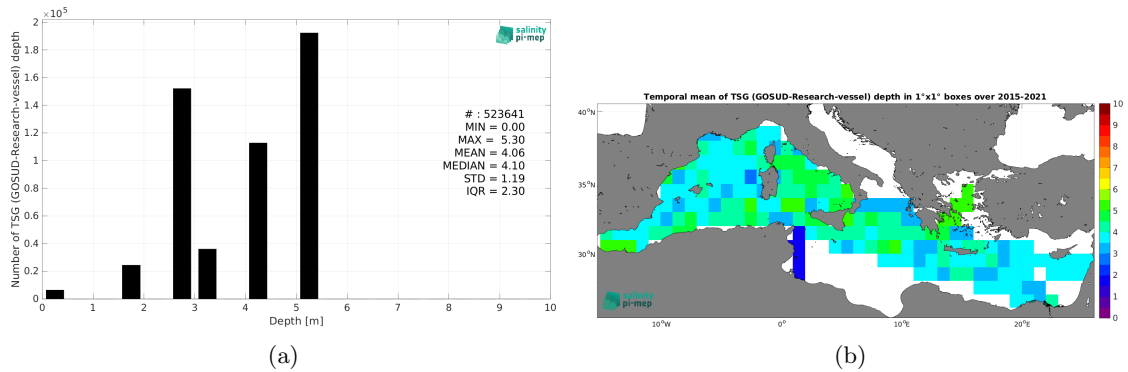 ×10⁵
2
1.8
1.6
1.4
1.2
1
0.8
0.6
0.4
0.2
0
Number of TSG (GOSUD-Research-vessel) depth
0 1 2 3 4 5 6 7 8 9 10
Depth [m]
salinity
pi-mep
# : 523641
MIN = 0.00
MAX = 5.30
MEAN = 4.06
MEDIAN = 4.10
STD = 1.19
IQR = 2.30
(a)
Temporal mean of TSG (GOSUD-Research-vessel) depth in 1°x1° boxes over 2015-2021
40°N
35°N
30°N
10°W 0° 10°E 20°E
salinity
pi-mep
10
9
8
7
6
5
4
3
2
1
0
(b)